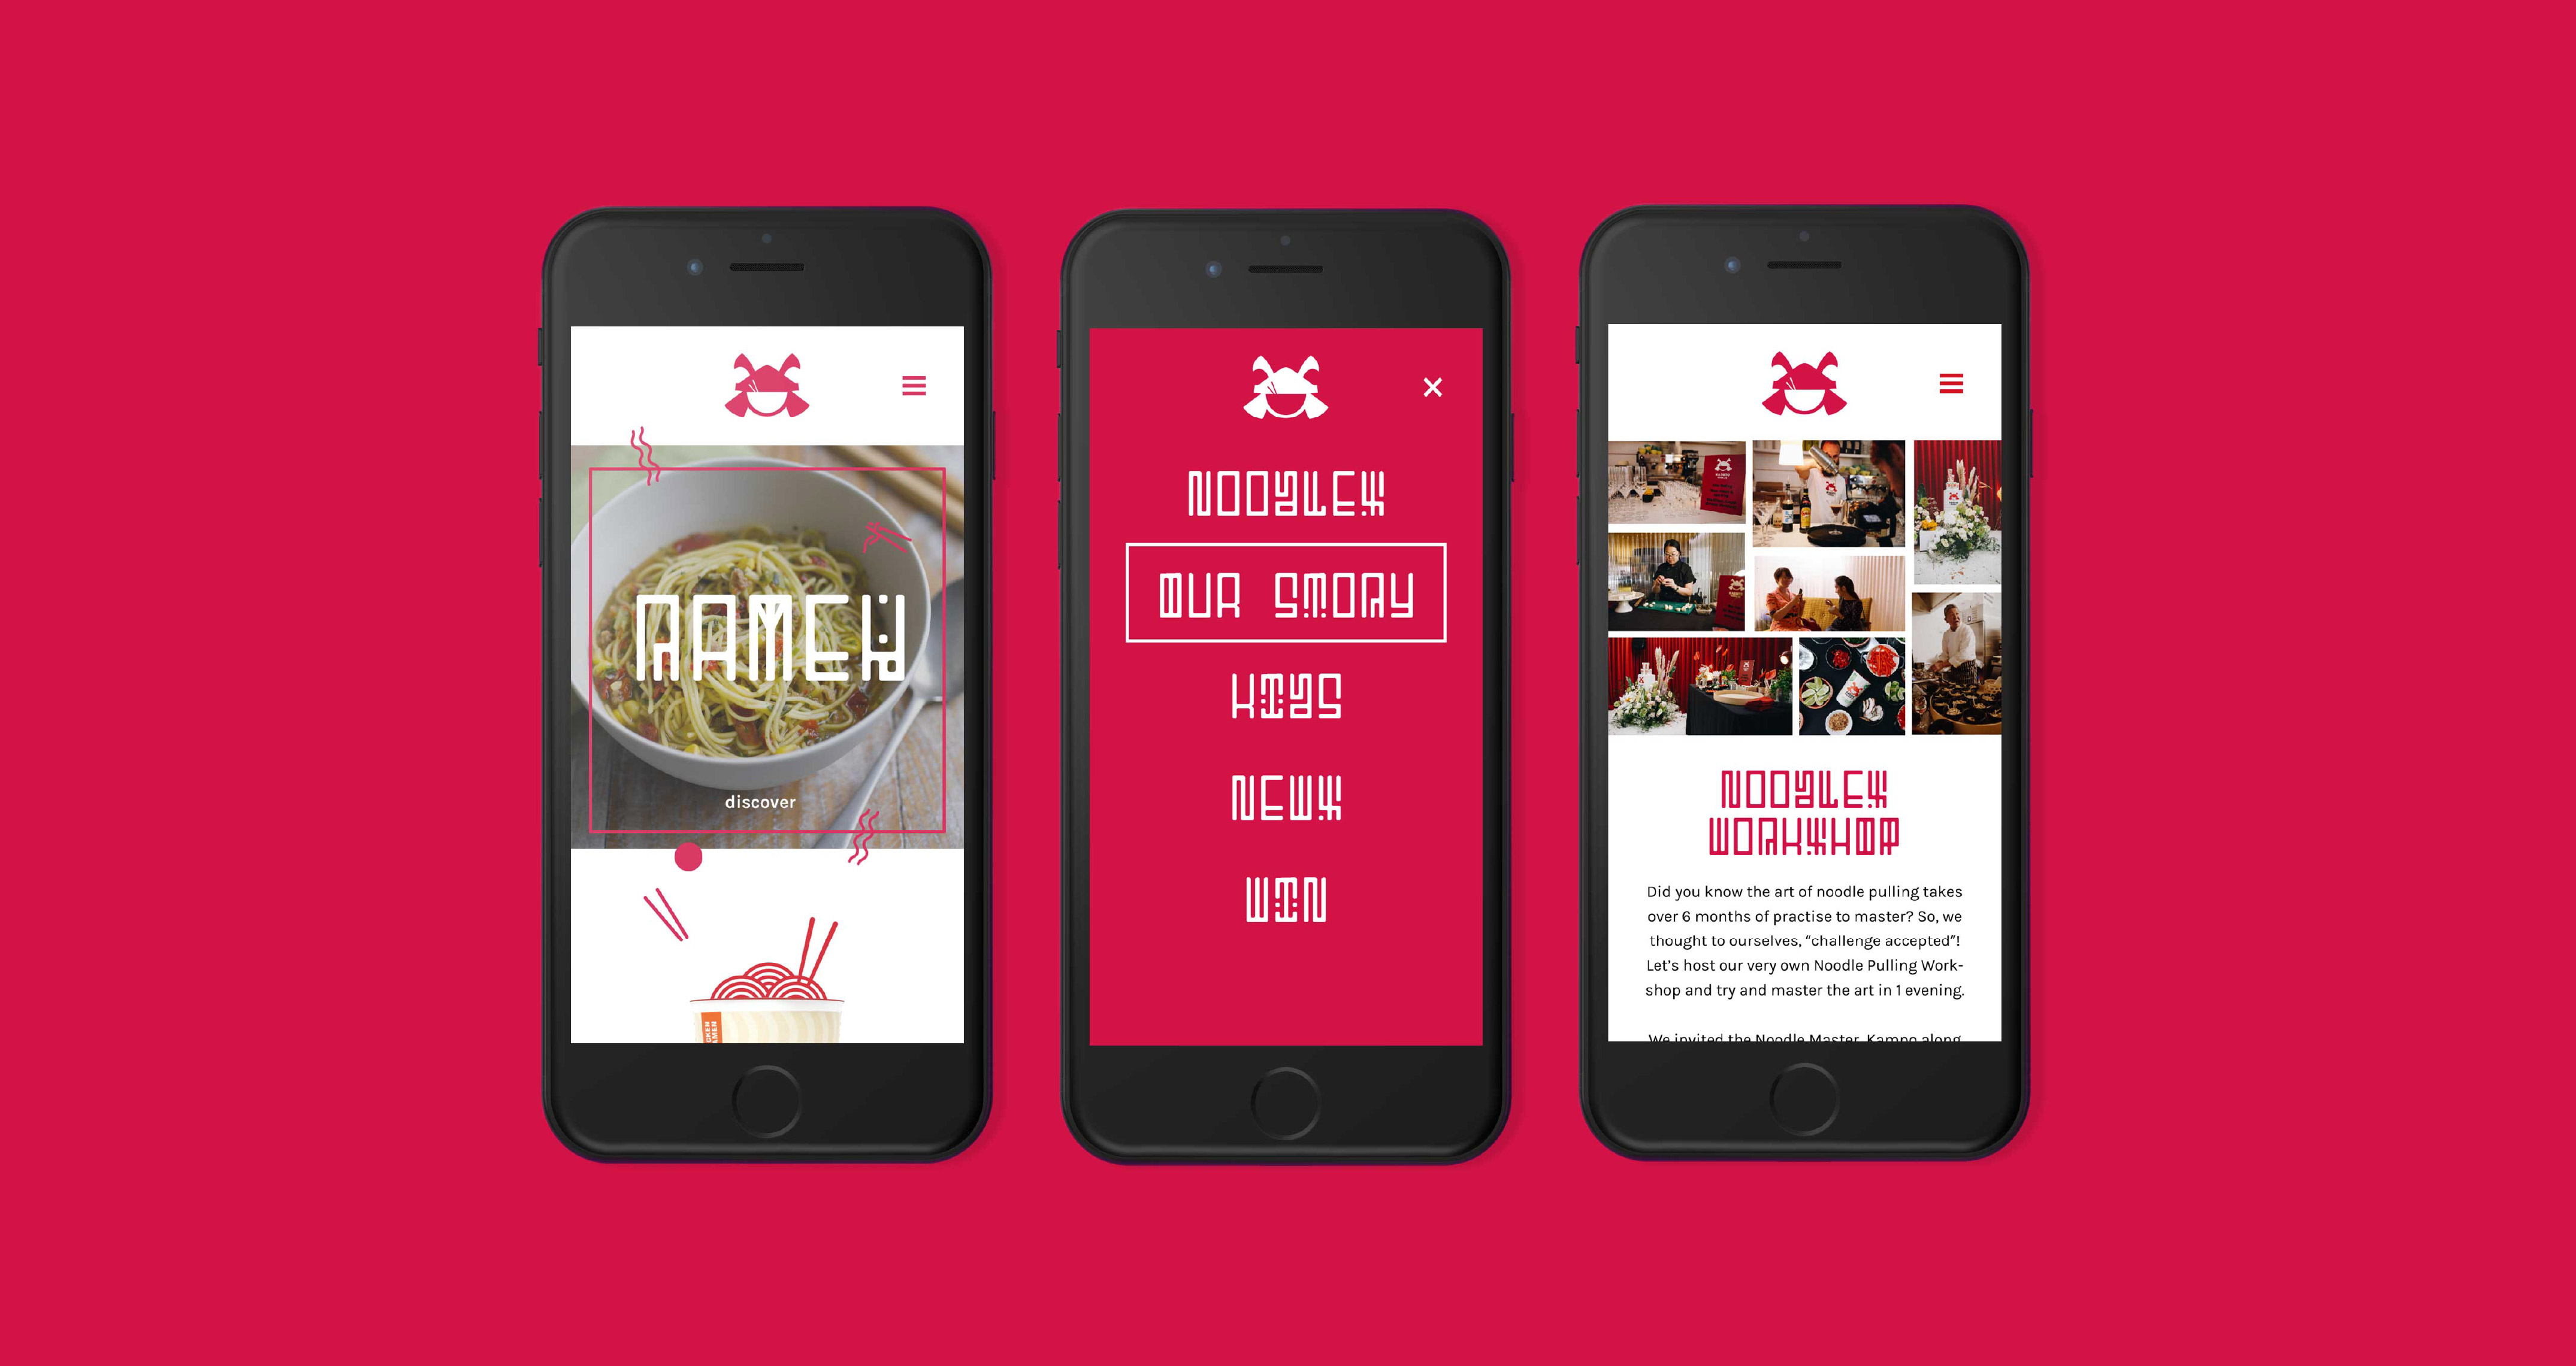 RAMEN
discover
NOODLES
OUR STORY
KIDS
NEWS
WIN
NOODLES
WORKSHOP
Did you know the art of noodle pulling takes
over 6 months of practise to master? So, we
thought to ourselves, “challenge accepted”!
Let’s host our very own Noodle Pulling Work-
shop and try and master the art in 1 evening.
We invited the Noodle Master, Kampo along